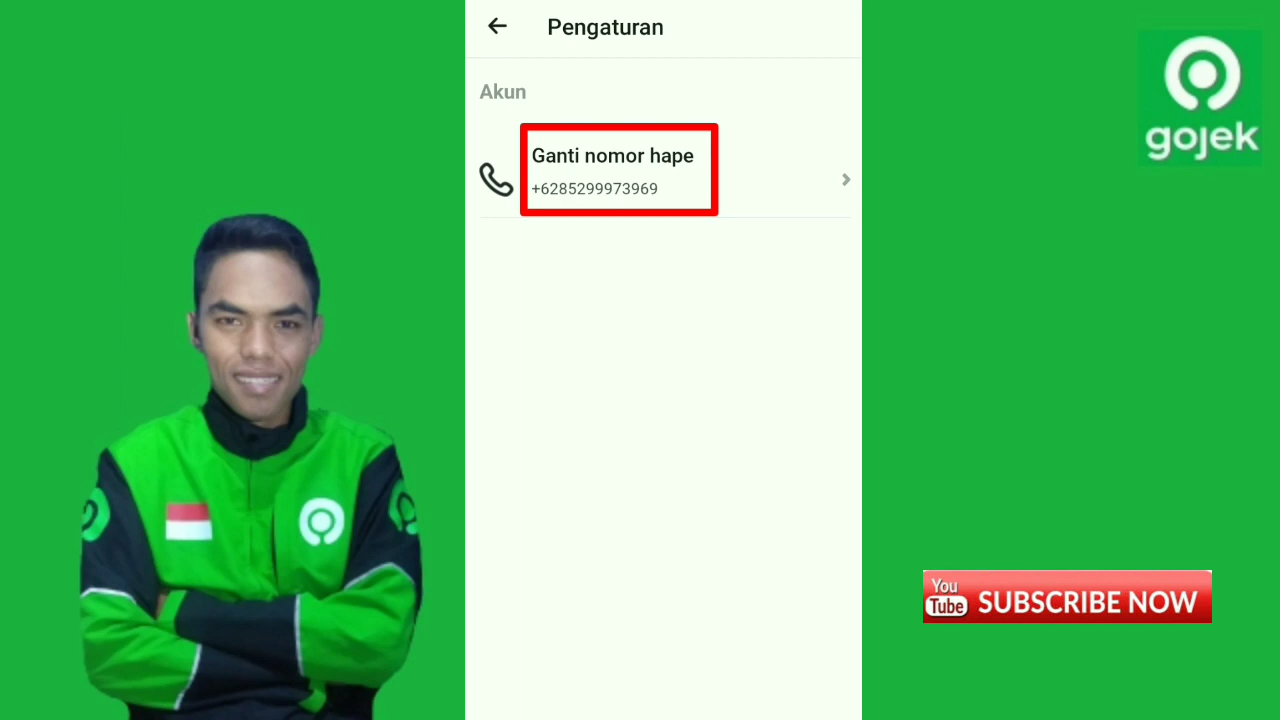 Pengaturan
Akun
Ganti nomor hape
+6285299973969
gojek
You
Tube
SUBSCRIBE NOW